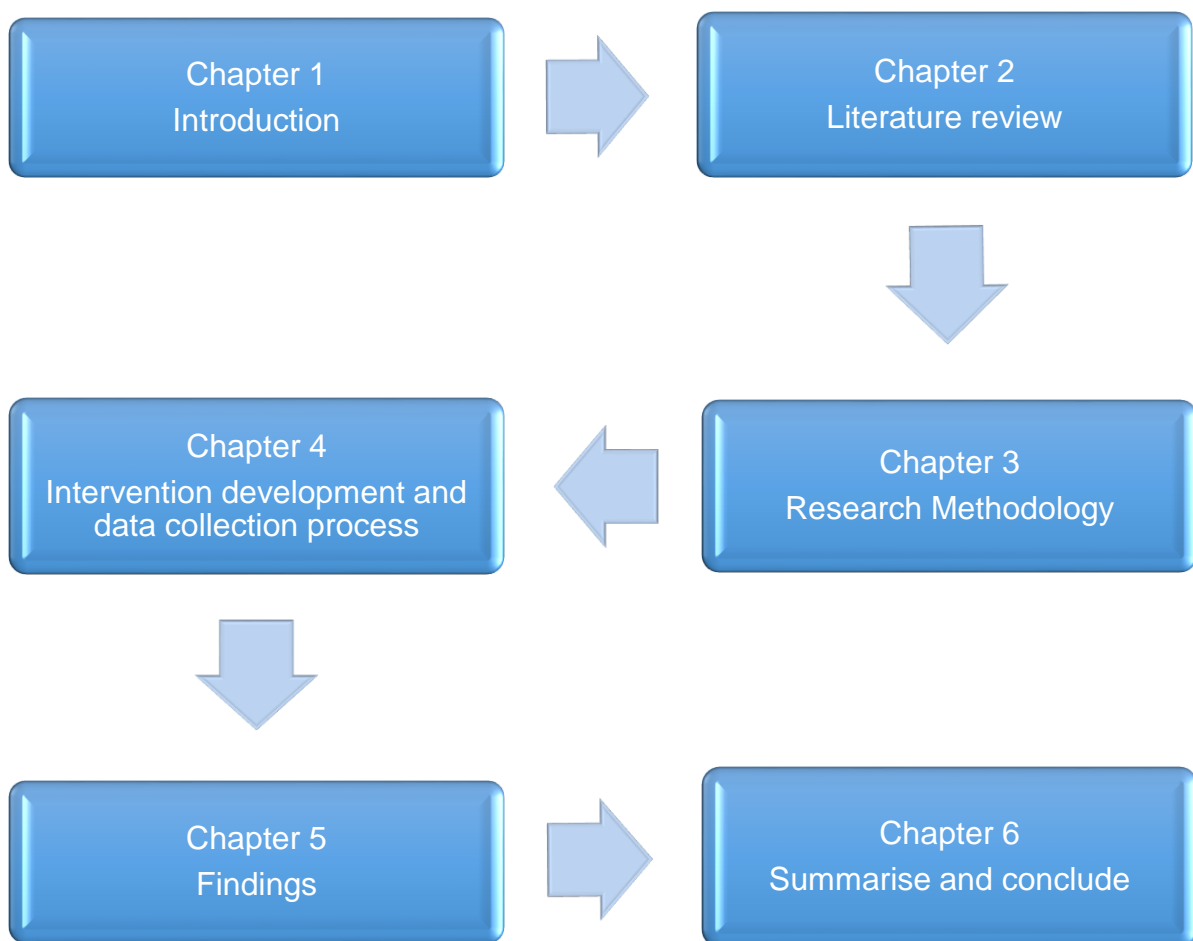 Chapter 1
Introduction
Chapter 2
Literature review
Chapter 3
Research Methodology
Chapter 4
Intervention development and
data collection process
Chapter 5
Findings
Chapter 6
Summarise and conclude